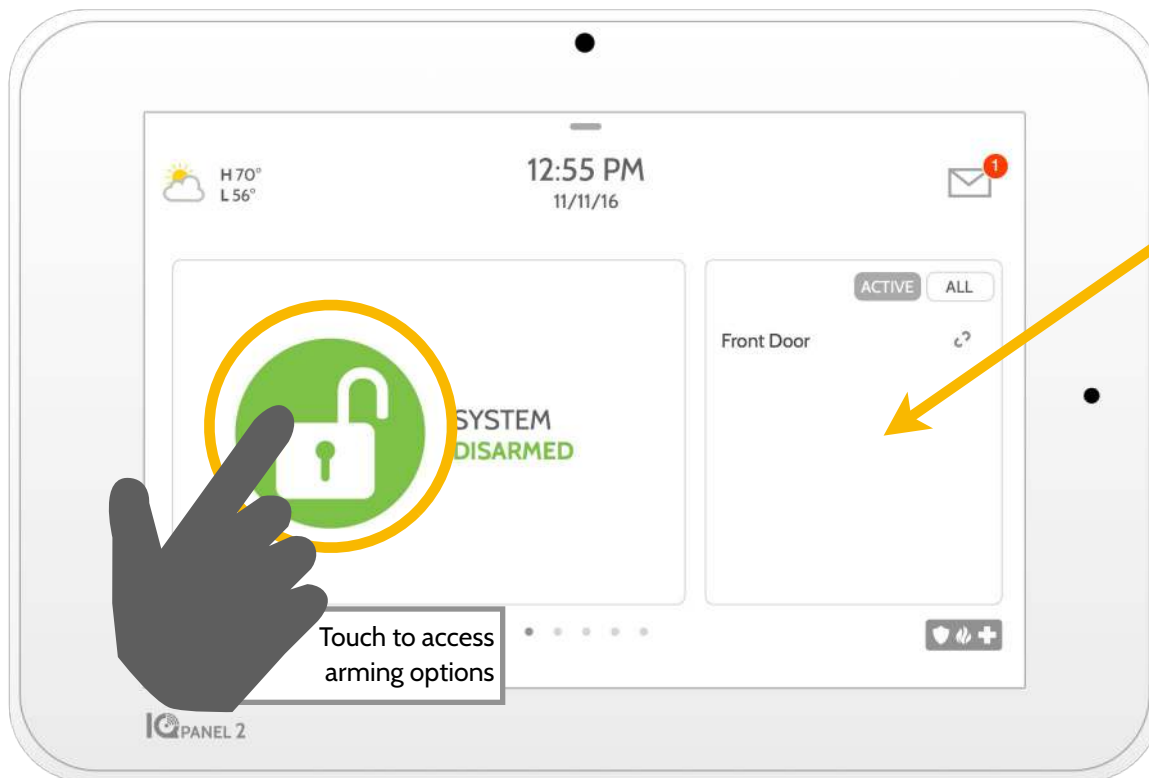 H 70°
L 56°
12:55 PM
11/11/16
1
ACTIVE
ALL
Front Door
SYSTEM
DISARMED
Touch to access
arming options
IQ PANEL 2